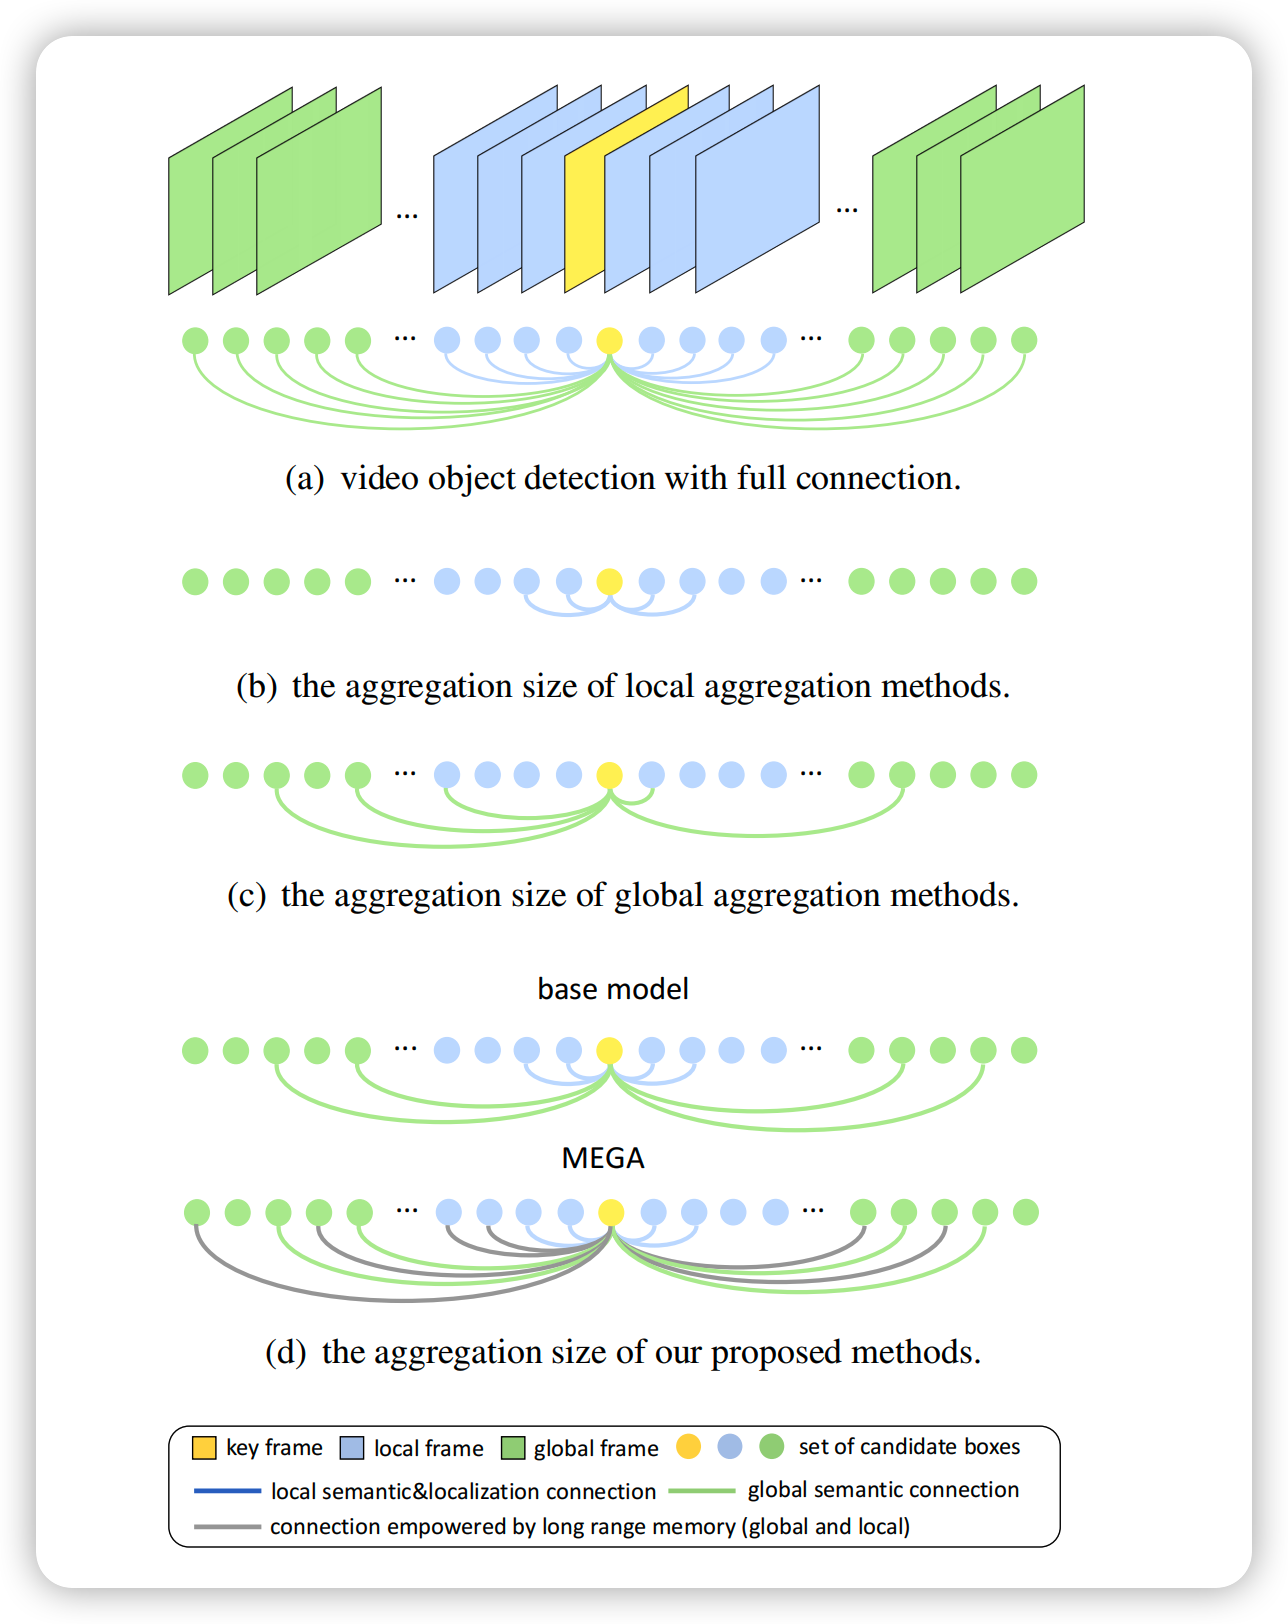 ... ...
... ...
(a) video object detection with full connection.
... ...
(b) the aggregation size of local aggregation methods.
... ...
(c) the aggregation size of global aggregation methods.
base model
... ...
MEGA
... ...
(d) the aggregation size of our proposed methods.
key frame local frame global frame set of candidate boxes
local semantic&localization connection global semantic connection
connection empowered by long range memory (global and local)